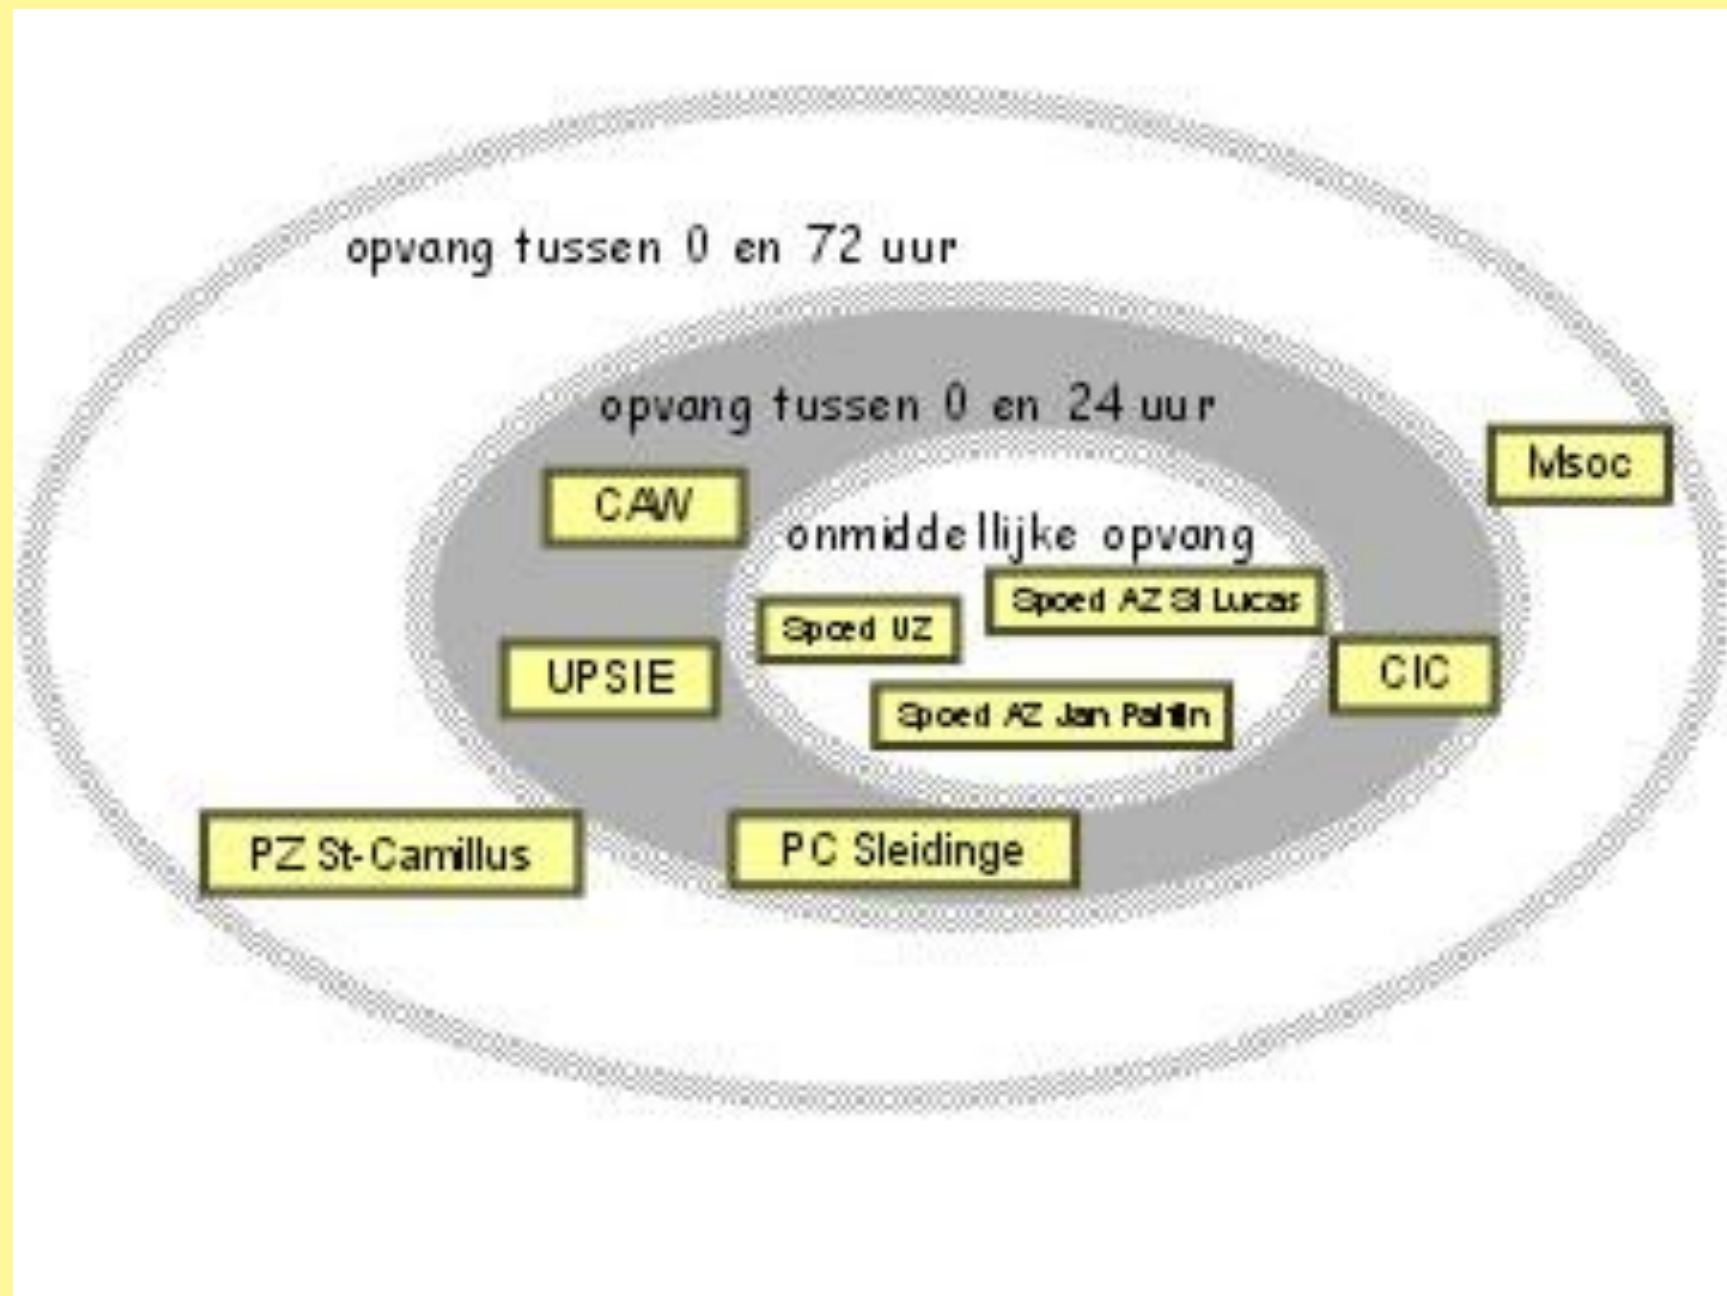 opvang tussen 0 en 72 uur
opvang tussen 0 en 24 uur
Msoc
CAW
onmiddellijke opvang
Spoed AZ St Lucas
Spoed UZ
UPSIE
CIC
Spoed AZ Jan Palfijn
PZ St-Camillus
PC Sleidinge